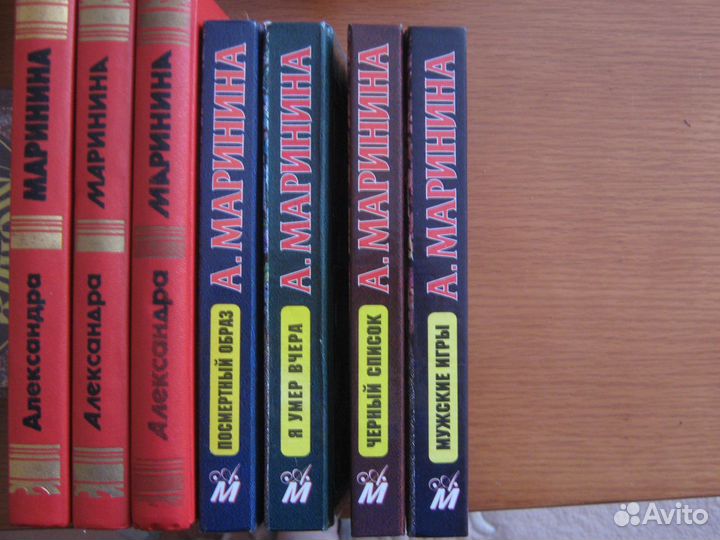 Александра МАРИНИНА
Александра МАРИНИНА
Александра МАРИНИНА
ПОСМЕРТНЫЙ ОБРАЗ А. МАРИНИНА
М
Я УМЕР ВЧЕРА А. МАРИНИНА
М
ЧЕРНЫЙ СПИСОК А. МАРИНИНА
М
МУЖСКИЕ ИГРЫ А. МАРИНИНА
М
Avito